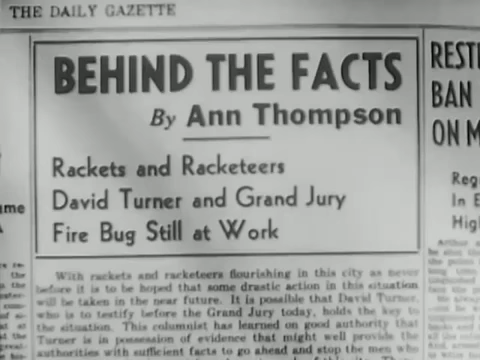 THE DAILY GAZETTE
BEHIND THE FACTS
By Ann Thompson
Rackets and Racketeers
David Turner and Grand Jury
Fire Bug Still at Work
With rackets and racketeers flourishing in this city as never
before it is to be hoped that some drastic action in this situation
will be taken in the near future. It is possible that David Turner,
who is to testify before the Grand Jury today, holds the key to
the situation. This columnist has learned on good authority that
Turner is in possession of evidence that might well provide the
authorities with sufficient facts to go ahead and stop the men who
REST
BAN
ON M
Reg
In E
High